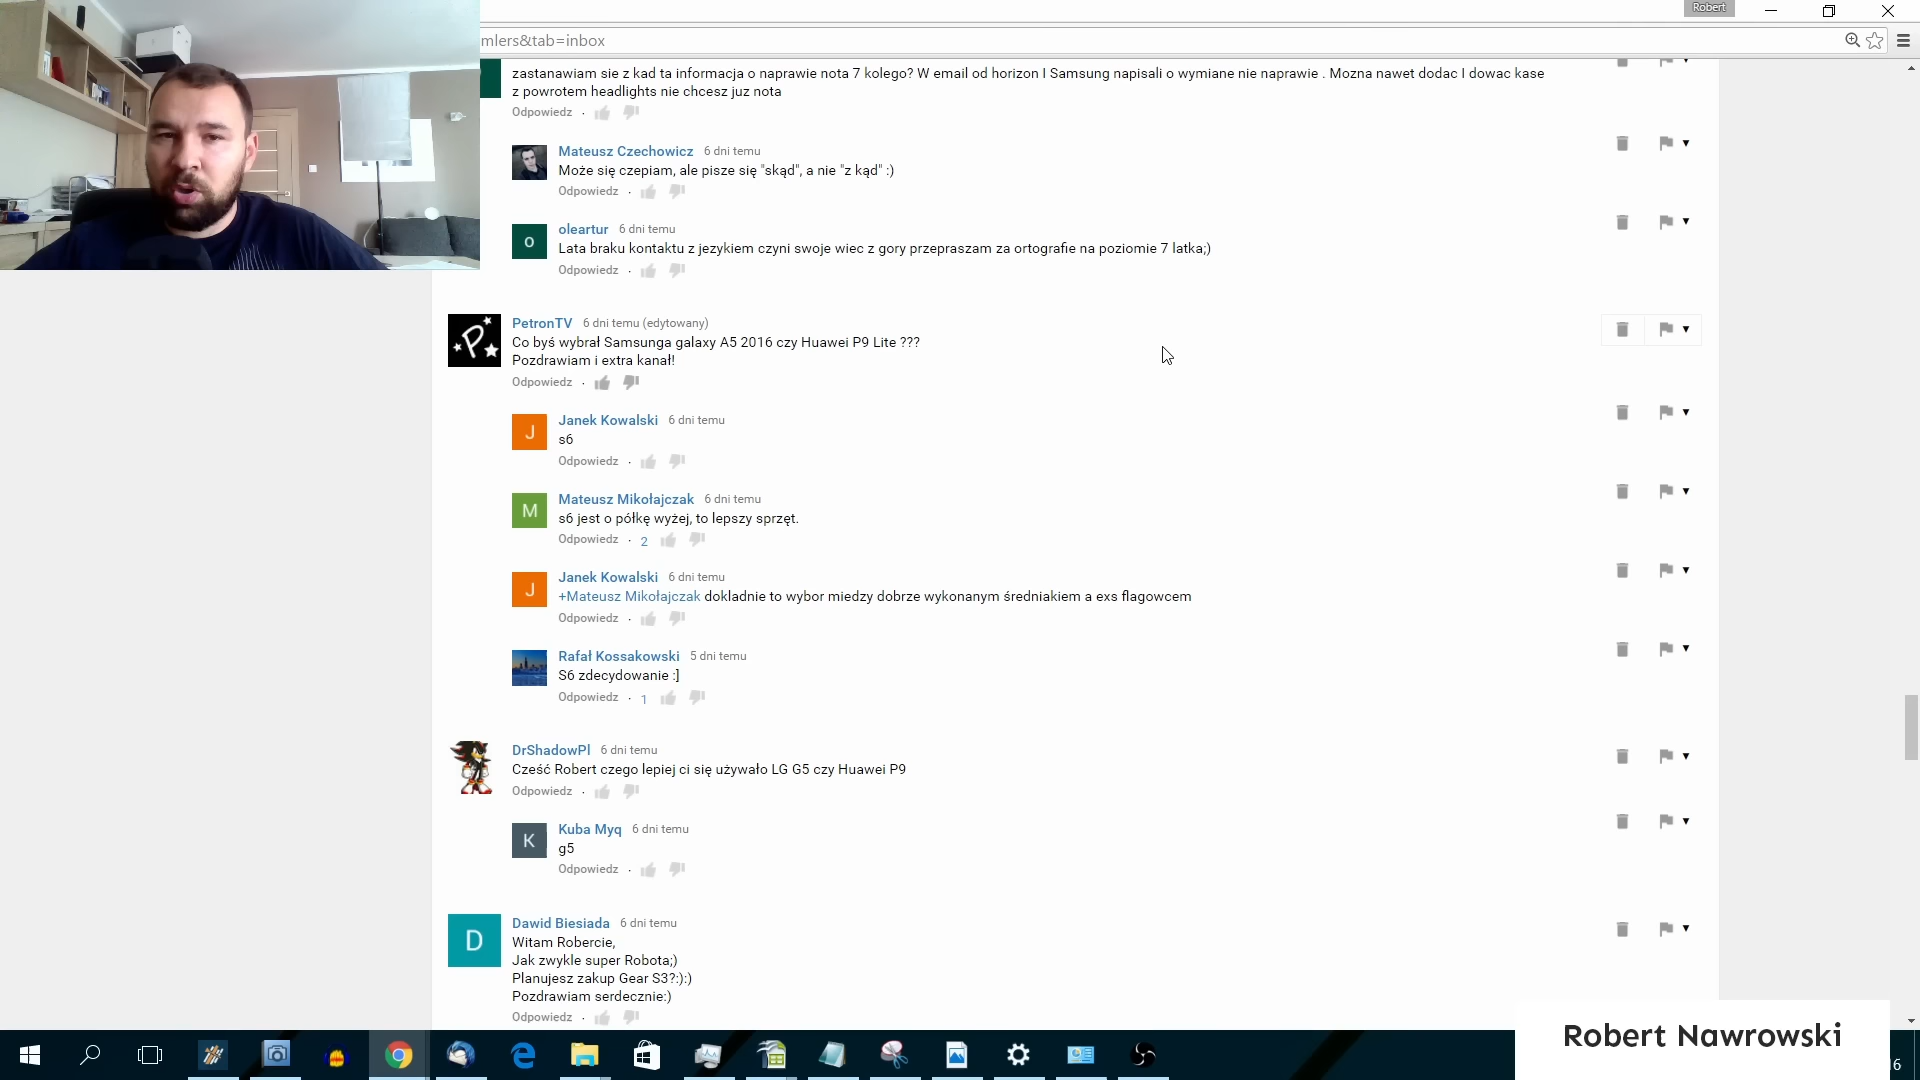 Robert
mlers&tab=inbox
zastanawiam sie z kad ta informacja o naprawie nota 7 kolego? W email od horizon I Samsung napisali o wymiane nie naprawie . Mozna nawet dodac I dowac kase
z powrotem headlights nie chcesz juz nota
Odpowiedz
Mateusz Czechowicz 6 dni temu
Może się czepiam, ale pisze się "skąd", a nie "z kąd" :)
Odpowiedz
o
oleartur 6 dni temu
Lata braku kontaktu z jezykiem czyni swoje wiec z gory przepraszam za ortografie na poziomie 7 latka;)
Odpowiedz
P
PetronTV 6 dni temu (edytowany)
Co byś wybrał Samsunga galaxy A5 2016 czy Huawei P9 Lite ???
Pozdrawiam i extra kanał!
Odpowiedz
J
Janek Kowalski 6 dni temu
s6
Odpowiedz
M
Mateusz Mikołajczak 6 dni temu
s6 jest o półkę wyżej, to lepszy sprzęt.
Odpowiedz · 2
J
Janek Kowalski 6 dni temu
+Mateusz Mikołajczak dokladnie to wybor miedzy dobrze wykonanym średniakiem a exs flagowcem
Odpowiedz
Rafał Kossakowski 5 dni temu
S6 zdecydowanie :]
Odpowiedz · 1
DrShadowPl 6 dni temu
Cześć Robert czego lepiej ci się używało LG G5 czy Huawei P9
Odpowiedz
K
Kuba Myq 6 dni temu
g5
Odpowiedz
D
Dawid Biesiada 6 dni temu
Witam Robercie,
Jak zwykle super Robota;)
Planujesz zakup Gear S3?:):)
Pozdrawiam serdecznie:)
Odpowiedz
Robert Nawrowski
16